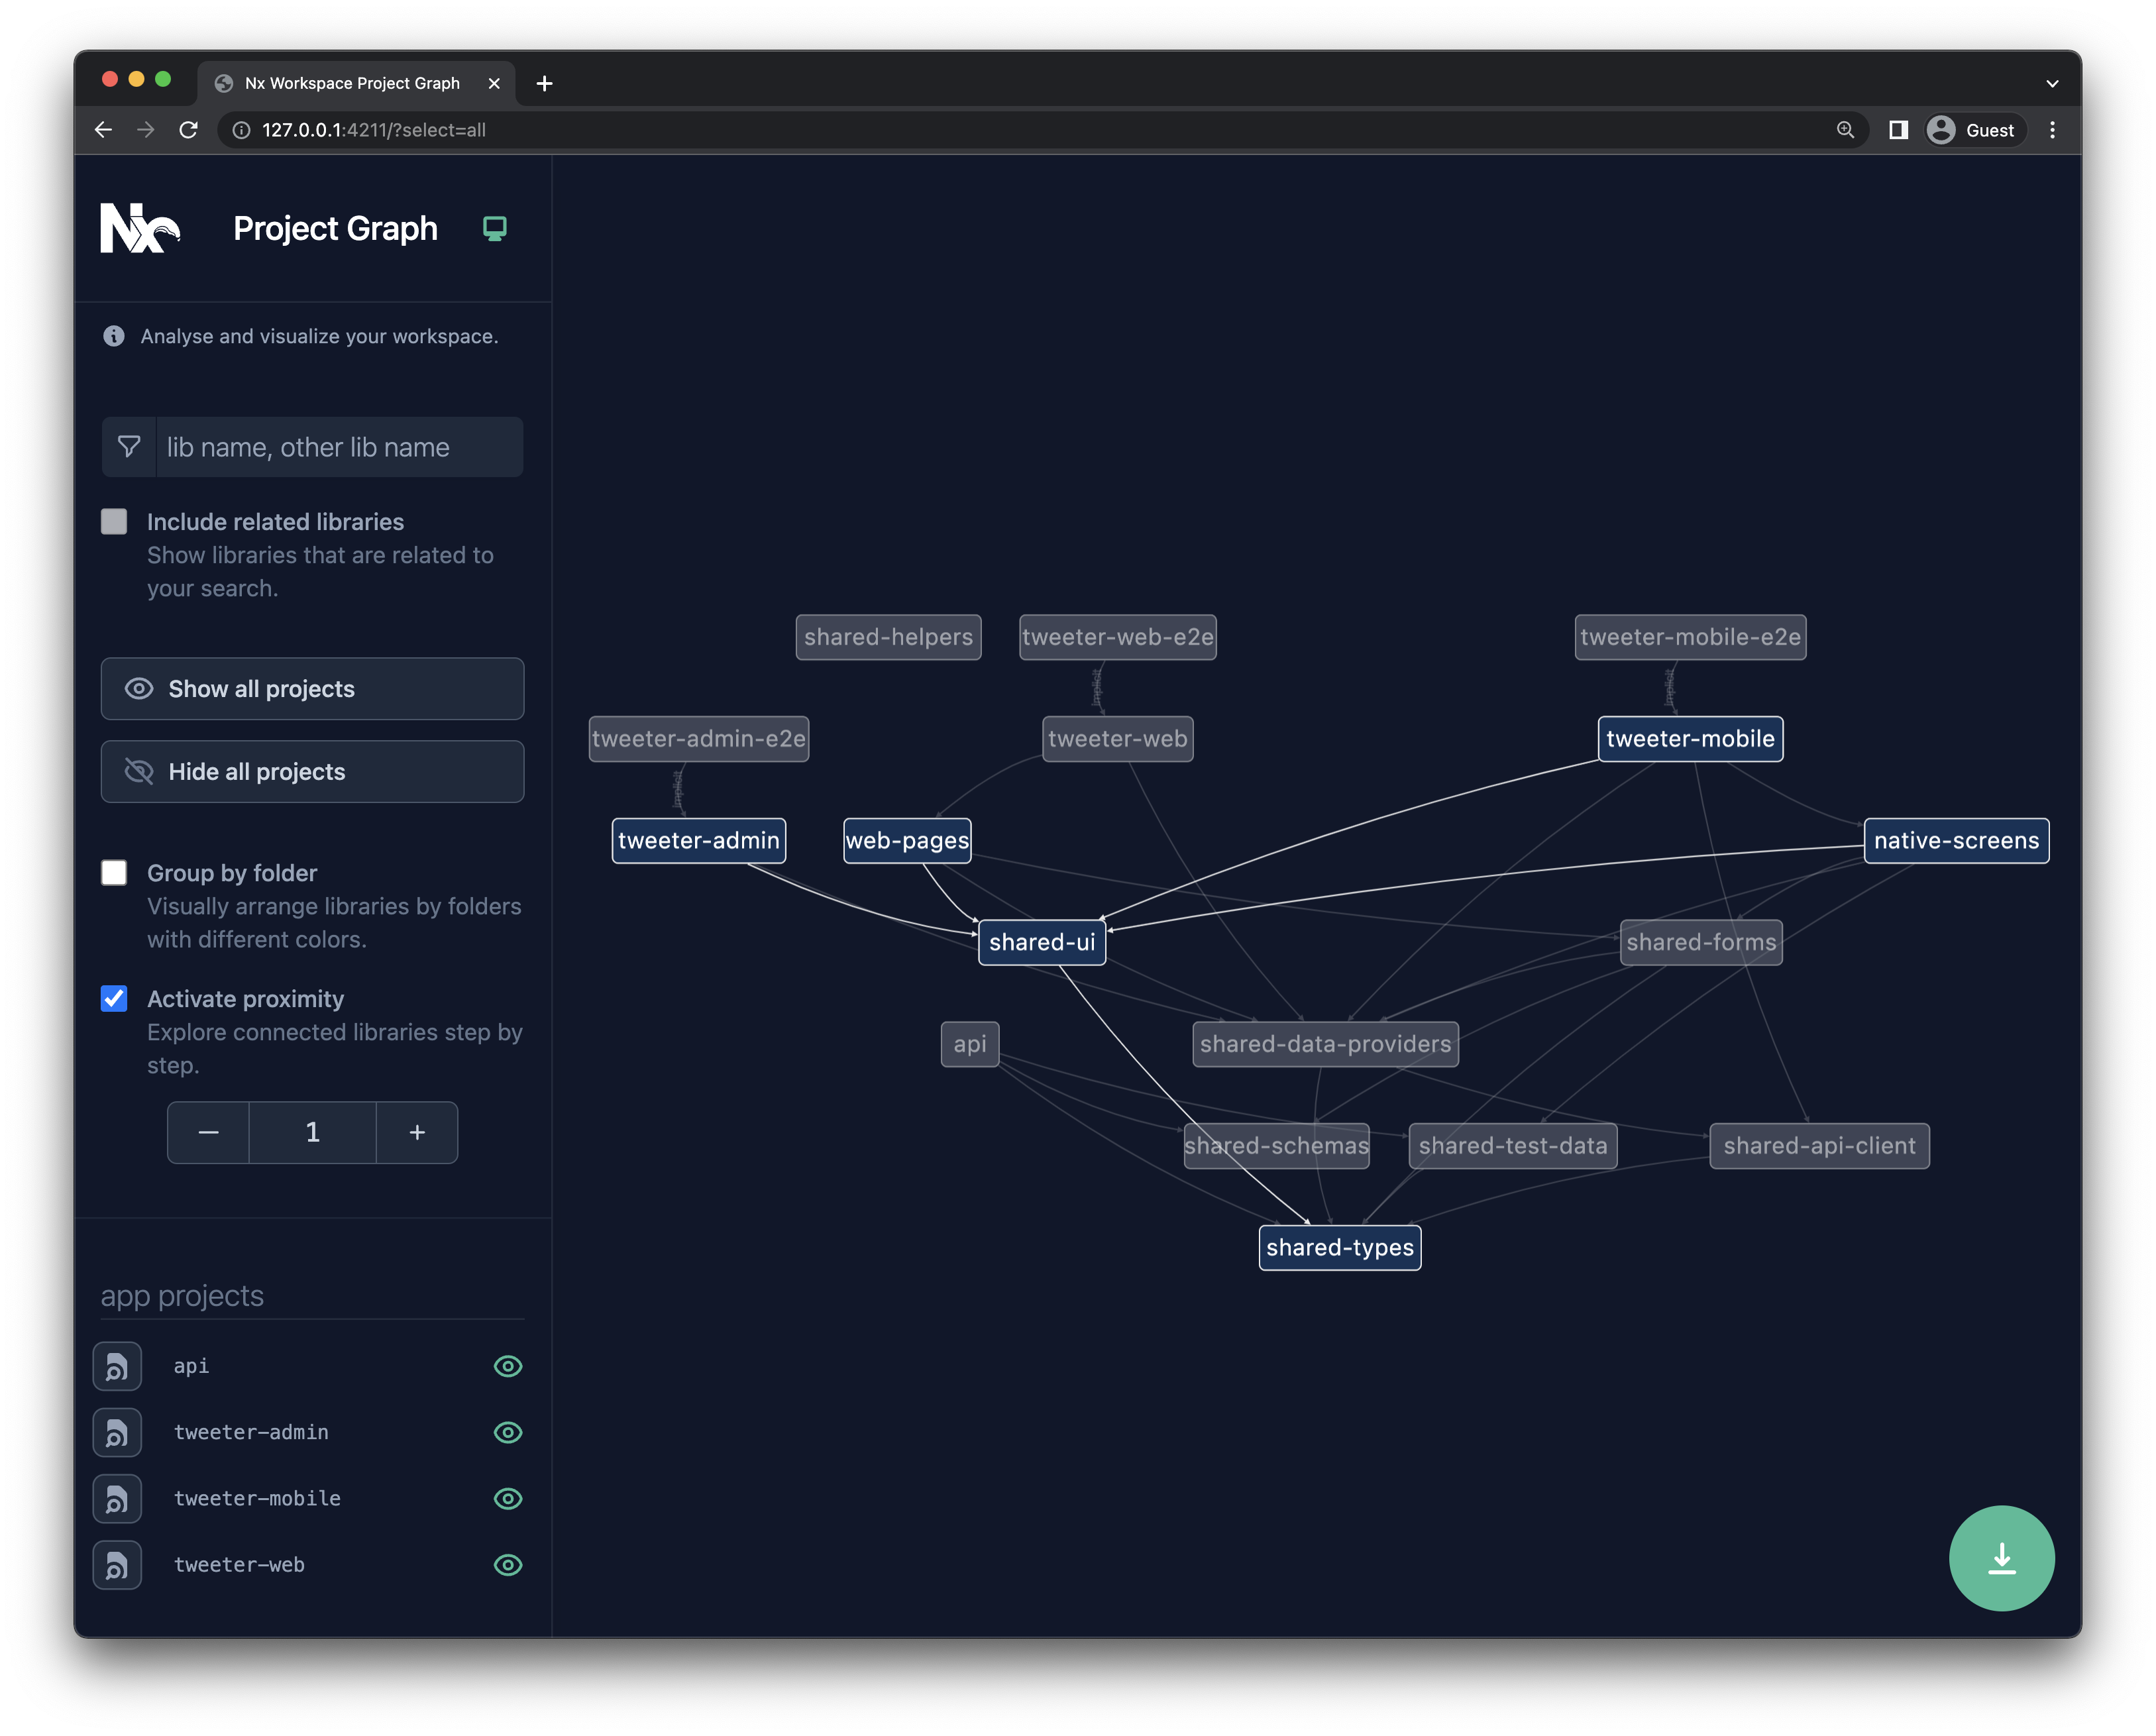 Nx Workspace Project Graph
127.0.0.1:4211/?select=all
Guest
Nx
Project Graph
Analyse and visualize your workspace.
lib name, other lib name
Include related libraries
Show libraries that are related to
your search.
Show all projects
Hide all projects
Group by folder
Visually arrange libraries by folders
with different colors.
Activate proximity
Explore connected libraries step by
step.
1
app projects
api
tweeter-admin
tweeter-mobile
tweeter-web
shared-helpers
tweeter-web-e2e
tweeter-mobile-e2e
implicit
implicit
tweeter-admin-e2e
tweeter-web
tweeter-mobile
implicit
tweeter-admin
web-pages
native-screens
shared-ui
shared-forms
api
shared-data-providers
shared-schemas
shared-test-data
shared-api-client
shared-types